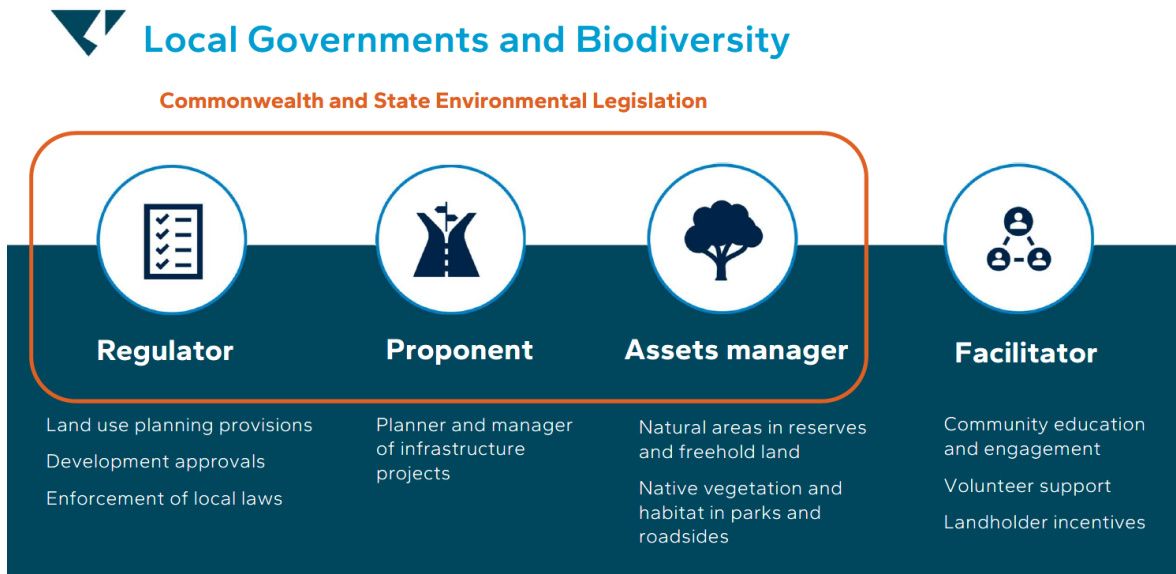 Local Governments and Biodiversity
Commonwealth and State Environmental Legislation
Regulator
Land use planning provisions
Development approvals
Enforcement of local laws
Proponent
Planner and manager
of infrastructure
projects
Assets manager
Natural areas in reserves
and freehold land
Native vegetation and
habitat in parks and
roadsides
Facilitator
Community education
and engagement
Volunteer support
Landholder incentives